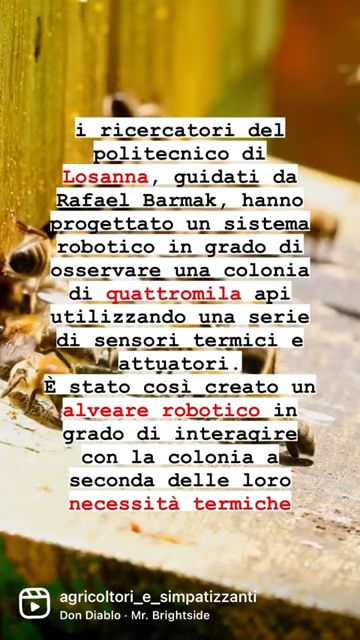 i ricercatori del
politecnico di
Losanna, guidati da
Rafael Barmak, hanno
progettato un sistema
robotico in grado di
osservare una colonia
di quattromila api
utilizzando una serie
di sensori termici e
attuatori.
È stato così creato un
alveare robotico in
grado di interagire
con la colonia a
seconda delle loro
necessità termiche
agricoltori_e_simpatizzanti
Don Diablo · Mr. Brightside